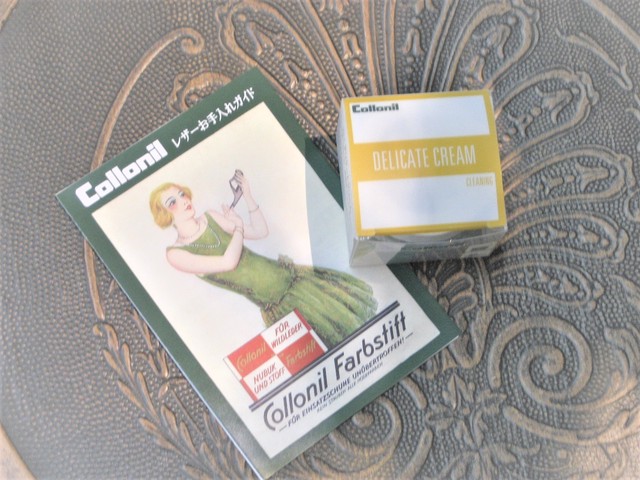 Collonil レザーお手入れガイド
FÜR
WILDLEDER
Collonil
Farbstift
NUBUK
UND STOFF
Collonil Farbstift
—FÜR EINSATZSCHUHE UNÜBERTROFFEN!—
Collonil
DELICATE CREAM
CLEANING